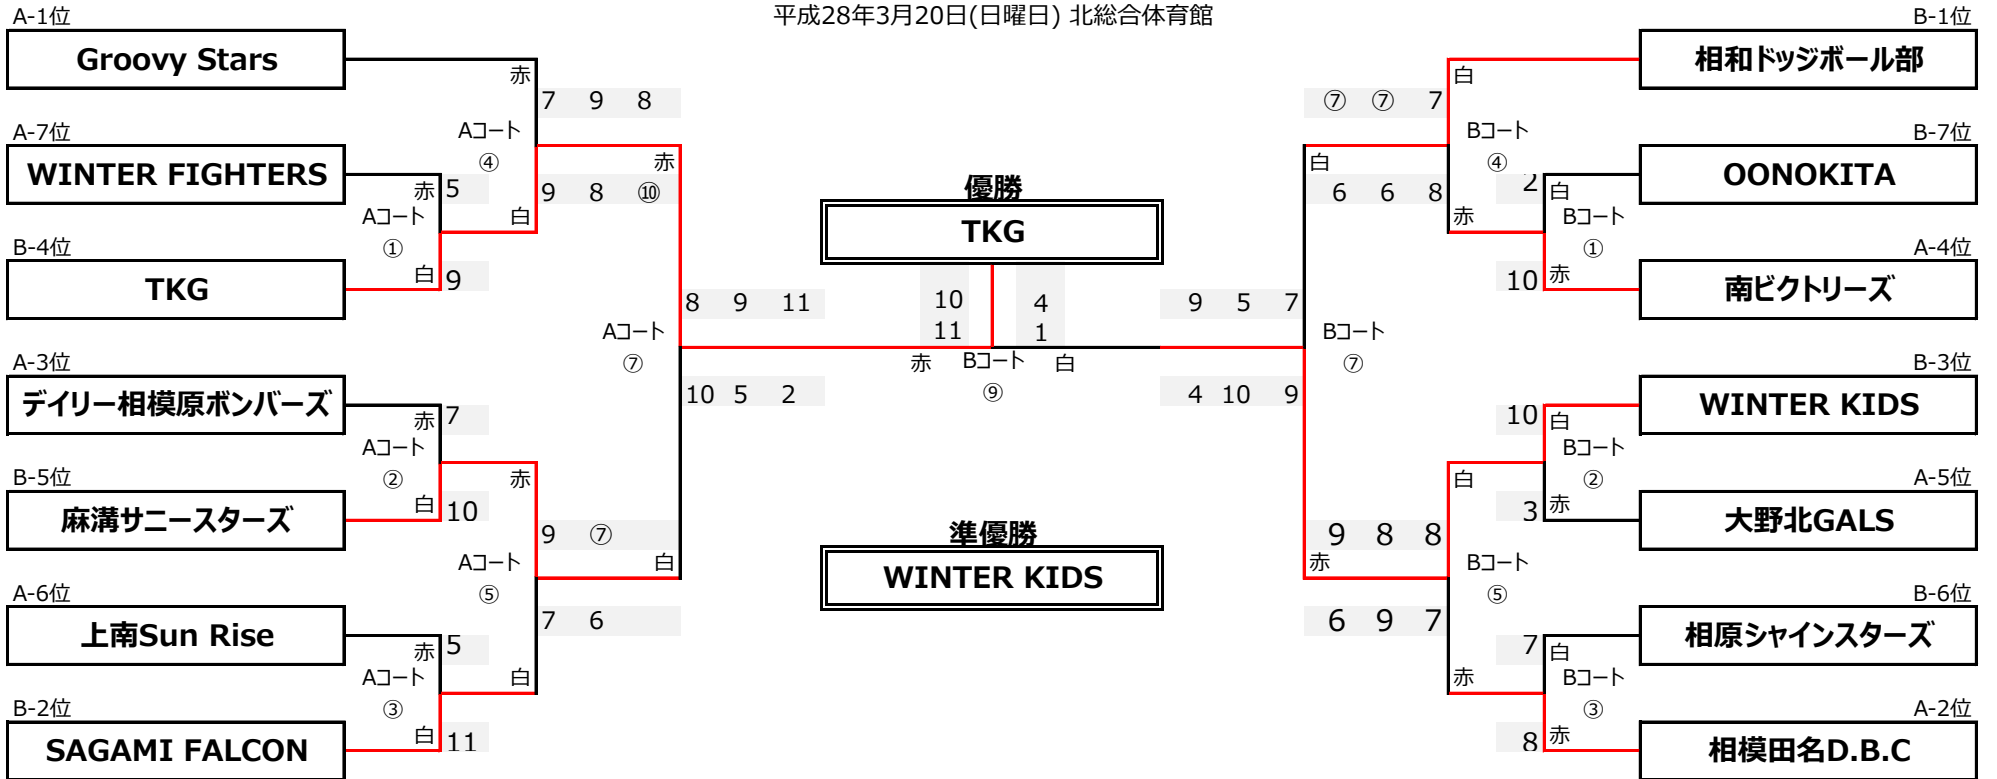 平成28年3月20日(日曜日) 北総合体育館
A-1位
Groovy Stars
赤
7 9 8
Aコート
④
A-7位
WINTER FIGHTERS
赤 5
9 8 ⑩
白
Aコート
①
B-4位
TKG
白 9
赤
8 9 11
Aコート
⑦
10 5 2
A-3位
デイリー相模原ボンバーズ
赤 7
Aコート
②
B-5位
麻溝サニースターズ
白 10
赤
9 ⑦
Aコート
⑤
白
A-6位
上南Sun Rise
7 6
赤 5
Aコート
③
白
B-2位
SAGAMI FALCON
白 11
優勝
TKG
10 4
11 1
赤 Bコート 白
⑨
準優勝
WINTER KIDS
B-1位
相和ドッジボール部
白
⑦ ⑦ 7
Bコート
④
B-7位
OONOKITA
白
6 6 8
2 白
赤
Bコート
①
A-4位
南ビクトリーズ
10 赤
9 5 7
Bコート
⑦
4 10 9
B-3位
WINTER KIDS
10 白
Bコート
②
A-5位
大野北GALS
3 赤
白
9 8 8
赤
Bコート
⑤
B-6位
相原シャインスターズ
6 9 7
7 白
Bコート
③
赤
A-2位
相模田名D.B.C
8 赤